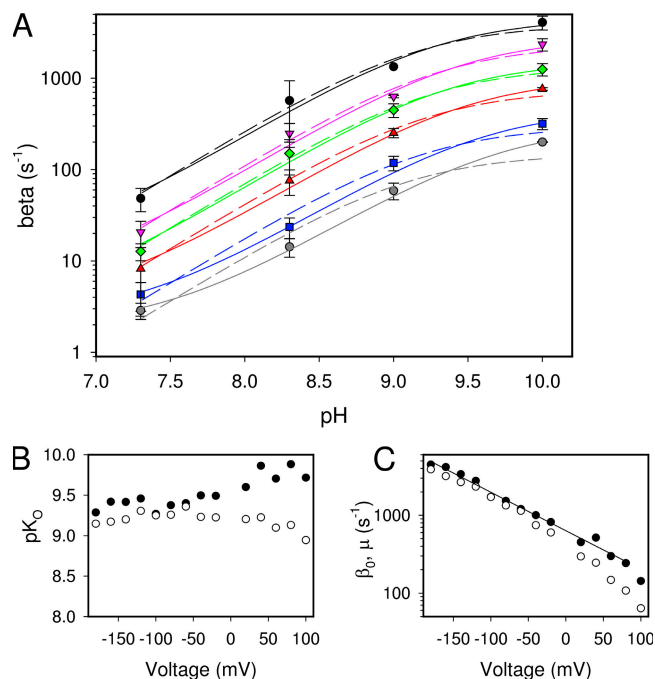 A
beta (s⁻¹)
1000
100
10
1
7.0 7.5 8.0 8.5 9.0 9.5 10.0
pH
B
pK_O
10.0
9.5
9.0
8.5
8.0
-150 -100 -50 0 50 100
Voltage (mV)
C
β₀, μ (s⁻¹)
1000
100
-150 -100 -50 0 50 100
Voltage (mV)